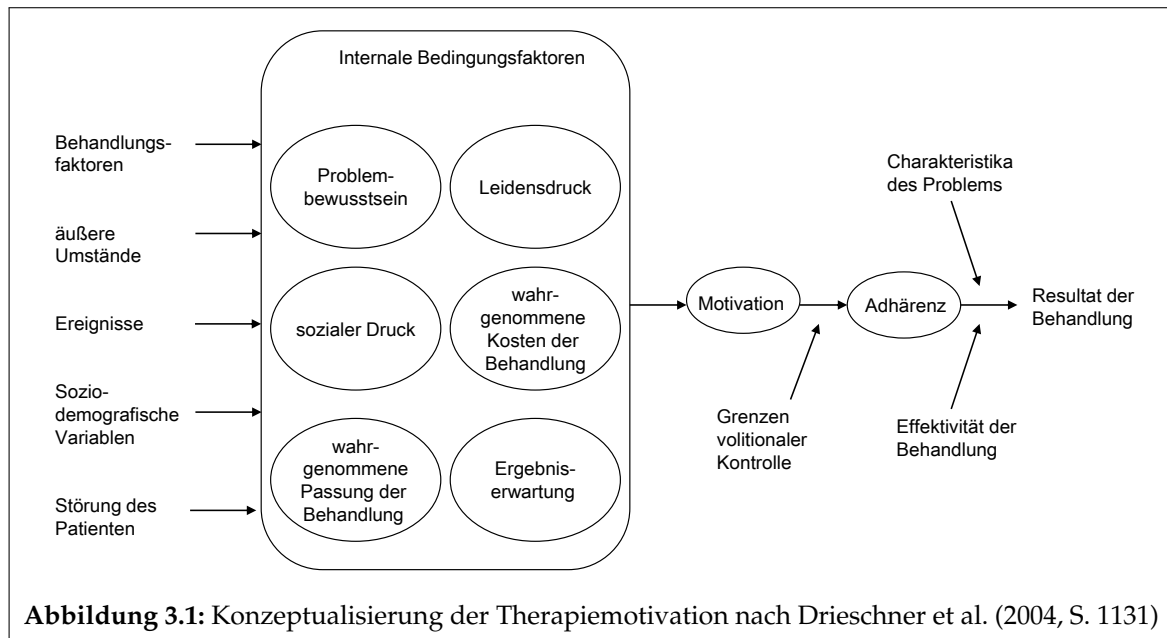 Internale Bedingungsfaktoren
Behandlungs-
faktoren
äußere
Umstände
Ereignisse
Sozio-
demografische
Variablen
Störung des
Patienten
Problem-
bewusstsein
Leidensdruck
sozialer Druck
wahr-
genommene
Kosten der
Behandlung
wahr-
genommene
Passung der
Behandlung
Ergebnis-
erwartung
Motivation
Grenzen
volitionaler
Kontrolle
Adhärenz
Charakteristika
des Problems
Effektivität der
Behandlung
Resultat der
Behandlung
Abbildung 3.1: Konzeptualisierung der Therapiemotivation nach Drieschner et al. (2004, S. 1131)